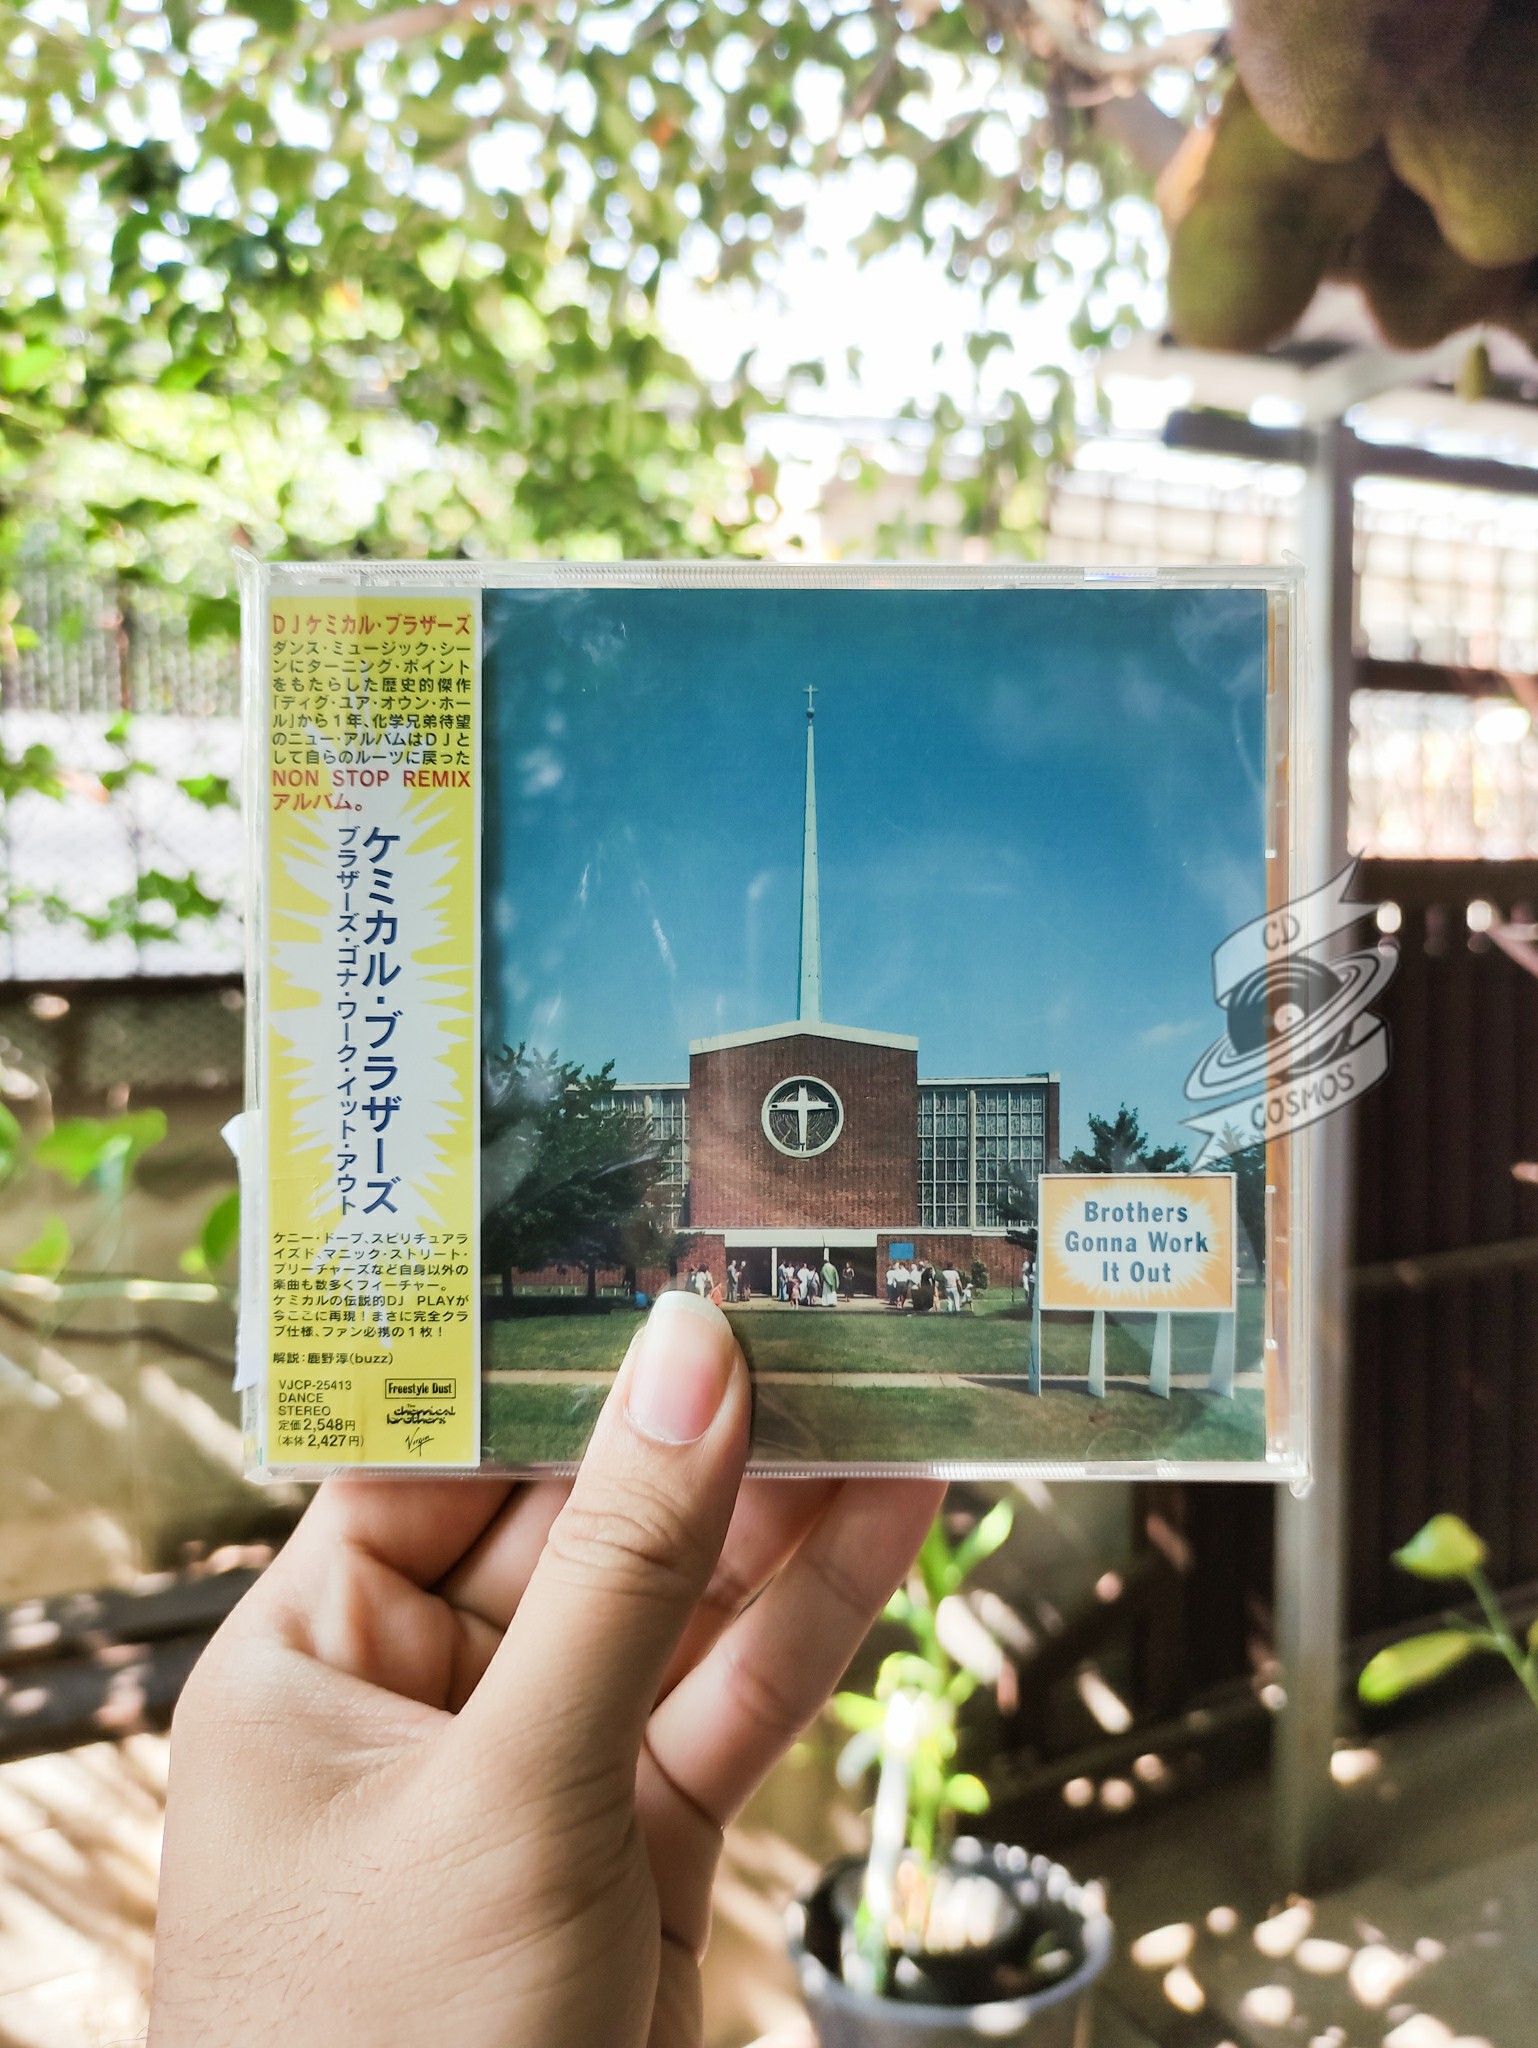 DJケミカル・ブラザーズ
ダンス・ミュージック・シー
ンにターニング・ポイント
をもたらした歴史的傑作
「ディグ・ユア・オウン・ホー
ル」から1年、化学兄弟待望
のニュー・アルバムはDJと
して自らのルーツに戻った
NON STOP REMIX
アルバム。
ケミカル・ブラザーズ
ブラザーズ・ゴナ・ワーク・イット・アウト
ケニー・ドープ、スピリチュアラ
イズド、マニック・ストリート・
プリーチャーズなど自身以外の
楽曲も数多くフィーチャー。
ケミカルの伝説的DJ PLAYが
今ここに再現!まさに完全クラ
ブ仕様、ファン必携の1枚!
解説:鹿野淳(buzz)
VJCP-25413
DANCE
STEREO
定価2,548円
(本体2,427円)
Freestyle Dust
The
chemical
brothers
Virgin
Brothers
Gonna Work
It Out
CD
COSMOS